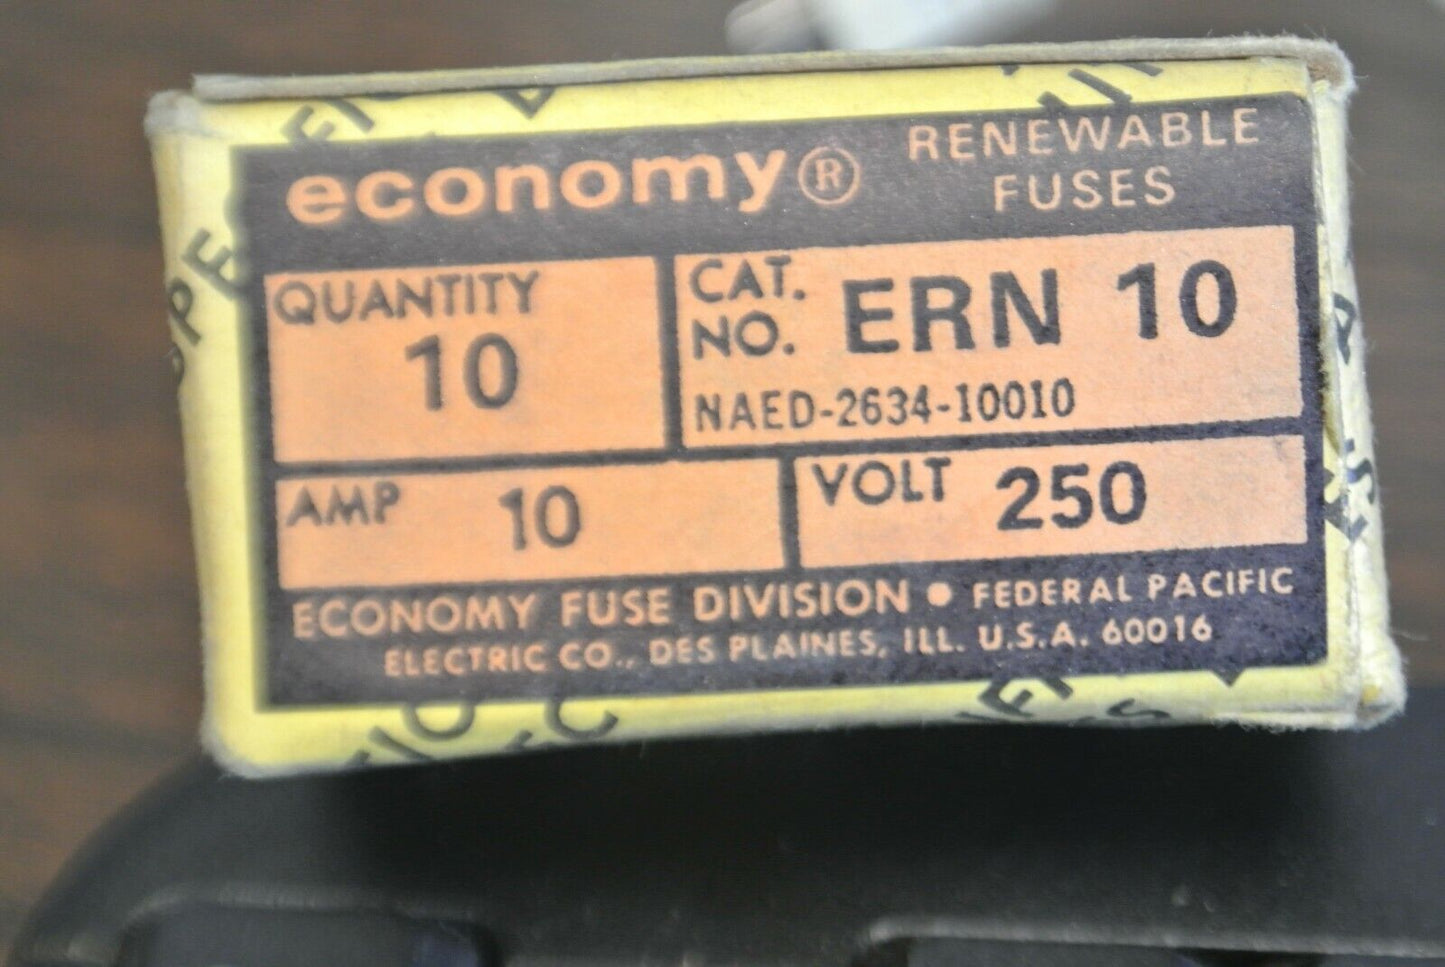 economy® RENEWABLE
FUSES
QUANTITY
10
CAT.
NO. ERN 10
NAED-2634-10010
AMP 10
VOLT 250
ECONOMY FUSE DIVISION • FEDERAL PACIFIC
ELECTRIC CO., DES PLAINES, ILL. U.S.A. 60016